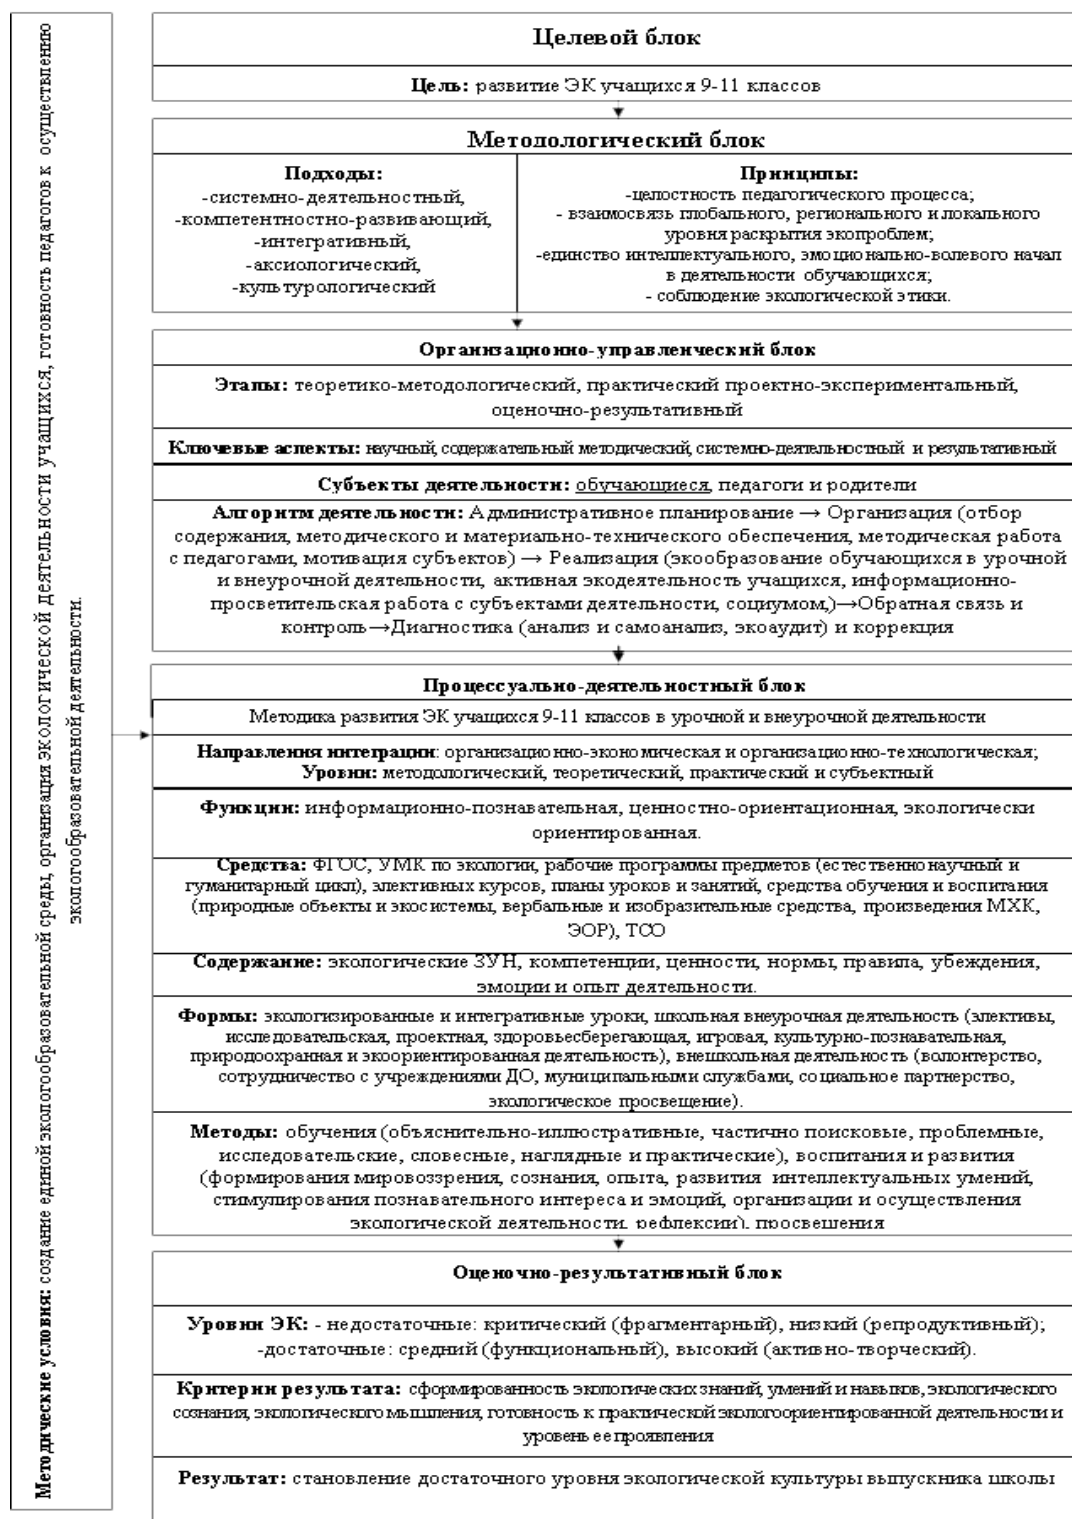 Методические условия: создание единой экологообразовательной среды, организация экологической деятельности учащихся, готовность педагогов к осуществлению
экологообразовательной деятельности.
Целевой блок
Цель: развитие ЭК учащихся 9-11 классов
Методологический блок
Подходы:
-системно-деятельностный,
-компетентностно-развивающий,
-интегративный,
-аксиологический,
-культурологический
Принципы:
-целостность педагогического процесса;
- взаимосвязь глобального, регионального и локального
уровня раскрытия экопроблем;
-единство интеллектуального, эмоционально-волевого начал
в деятельности обучающихся;
- соблюдение экологической этики.
Организационно-управленческий блок
Этапы: теоретико-методологический, практический проектно-экспериментальный,
оценочно-результативный
Ключевые аспекты: научный, содержательный методический, системно-деятельностный и результативный
Субъекты деятельности: обучающиеся, педагоги и родители
Алгоритм деятельности: Административное планирование → Организация (отбор
содержания, методического и материально-технического обеспечения, методическая работа
с педагогами, мотивация субъектов) → Реализация (экообразование обучающихся в урочной
и внеурочной деятельности, активная экодеятельность учащихся, информационно-
просветительская работа с субъектами деятельности, социумом,)→Обратная связь и
контроль→Диагностика (анализ и самоанализ, экоаудит) и коррекция
Процессуально-деятельностный блок
Методика развития ЭК учащихся 9-11 классов в урочной и внеурочной деятельности
Направления интеграции: организационно-экономическая и организационно-технологическая;
Уровни: методологический, теоретический, практический и субъектный
Функции: информационно-познавательная, ценностно-ориентационная, экологически
ориентированная.
Средства: ФГОС, УМК по экологии, рабочие программы предметов (естественнонаучный и
гуманитарный цикл), элективных курсов, планы уроков и занятий, средства обучения и воспитания
(природные объекты и экосистемы, вербальные и изобразительные средства, произведения МХК,
ЭОР), ТСО
Содержание: экологические ЗУН, компетенции, ценности, нормы, правила, убеждения,
эмоции и опыт деятельности.
Формы: экологизированные и интегративные уроки, школьная внеурочная деятельность (элективы,
исследовательская, проектная, здоровьесберегающая, игровая, культурно-познавательная,
природоохранная и экоориентированная деятельность), внешкольная деятельность (волонтерство,
сотрудничество с учреждениями ДО, муниципальными службами, социальное партнерство,
экологическое просвещение).
Методы: обучения (объяснительно-иллюстративные, частично поисковые, проблемные,
исследовательские, словесные, наглядные и практические), воспитания и развития
(формирования мировоззрения, сознания, опыта, развития интеллектуальных умений,
стимулирования познавательного интереса и эмоций, организации и осуществления
экологической деятельности, рефлексии), просвещения
Оценочно-результативный блок
Уровни ЭК: - недостаточные: критический (фрагментарный), низкий (репродуктивный);
-достаточные: средний (функциональный), высокий (активно-творческий).
Критерии результата: сформированность экологических знаний, умений и навыков, экологического
сознания, экологического мышления, готовность к практической экологоориентированной деятельности и
уровень ее проявления
Результат: становление достаточного уровня экологической культуры выпускника школы